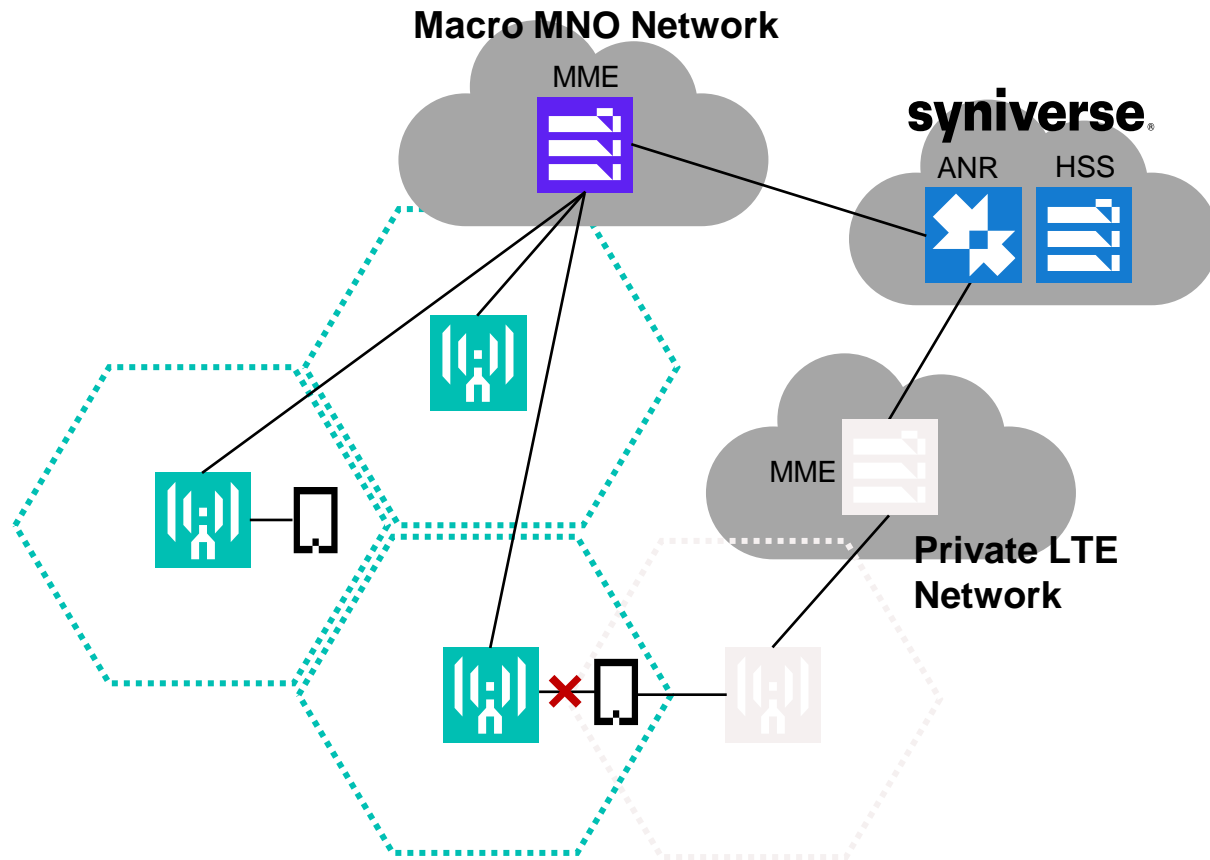 Macro MNO Network
MME
syniverse®
ANR
HSS
MME
Private LTE
Network